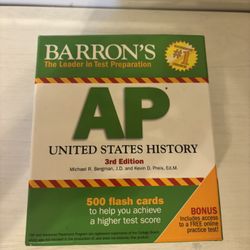 BARRON'S
The Leader in Test Preparation
#1
AP
UNITED STATES HISTORY
3rd Edition
Michael R. Bergman, J.D. and Kevin D. Preis, Ed.M.
500 flash cards
to help you achieve
a higher test score
BONUS
Includes access
to a FREE online
practice test!